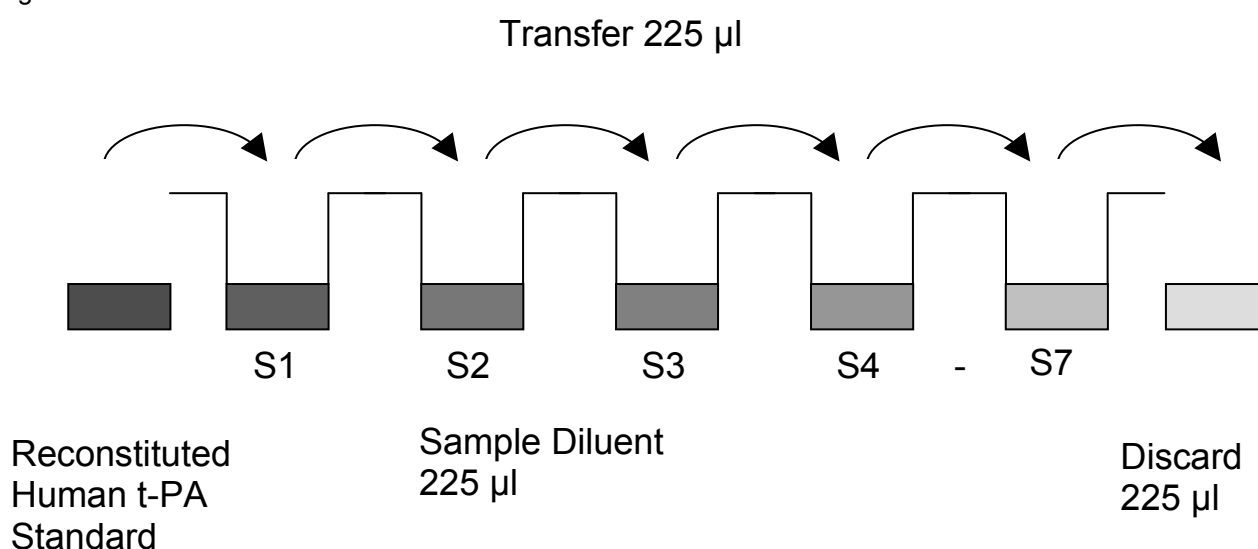 Transfer 225 µl
S1 S2 S3 S4 - S7
Reconstituted
Human t-PA
Standard
Sample Diluent
225 µl
Discard
225 µl